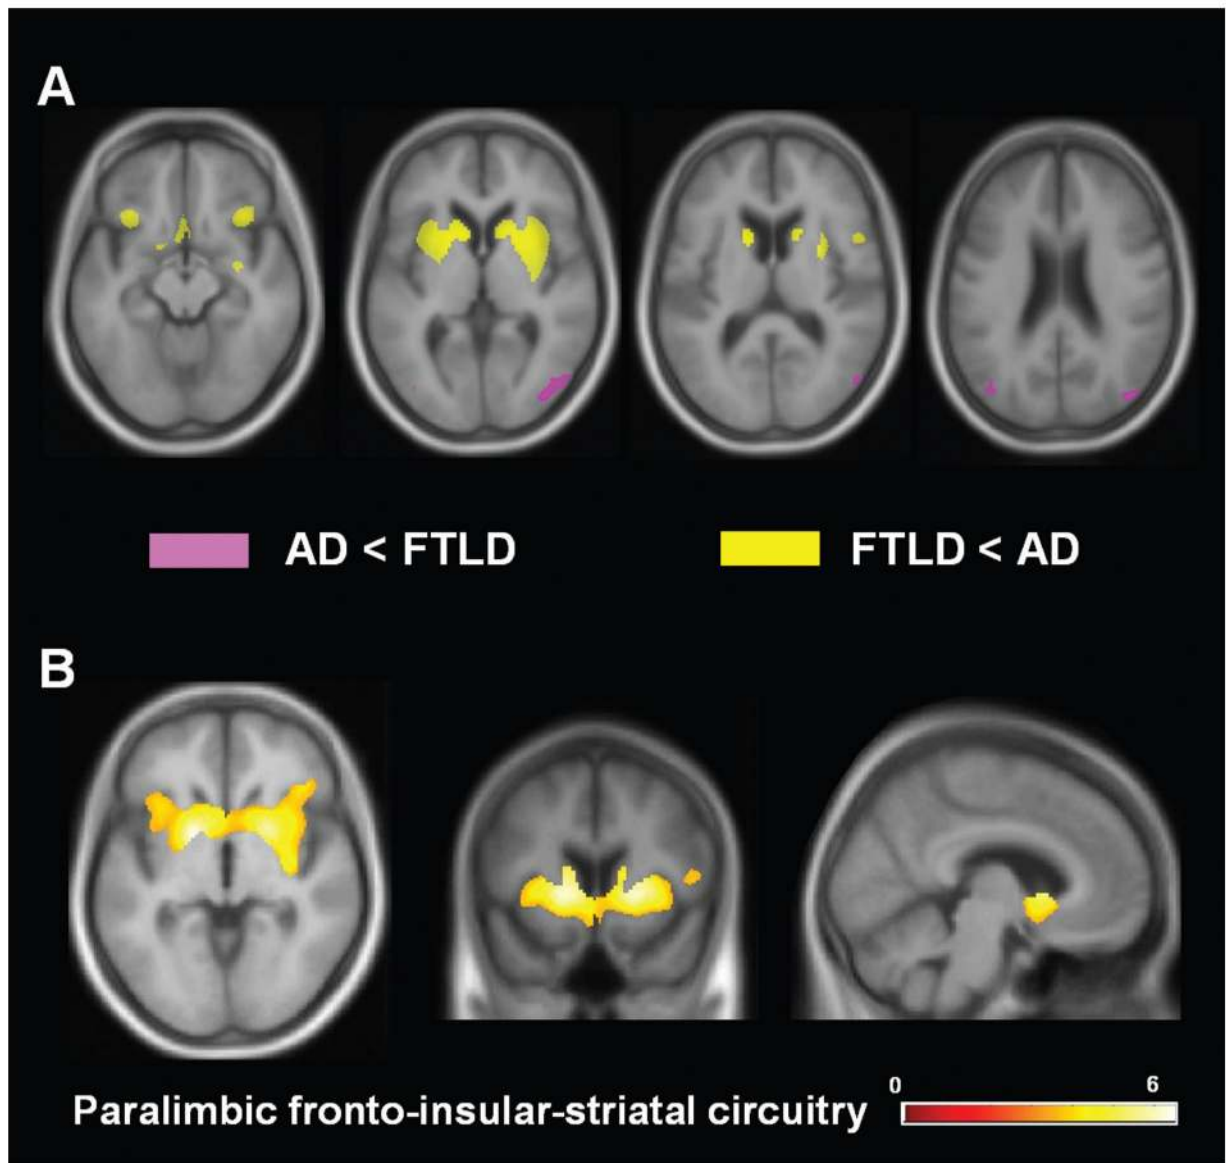 A
AD < FTLD
FTLD < AD
B
Paralimbic fronto-insular-striatal circuitry
0 6